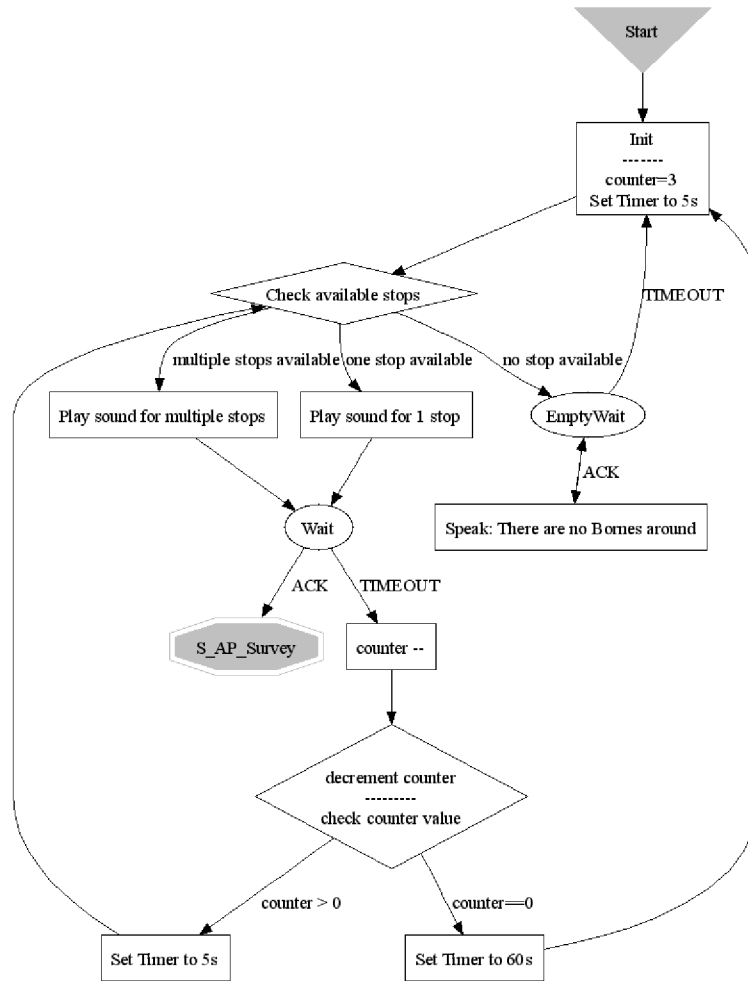 Start
Init
-------
counter=3
Set Timer to 5s
Check available stops
TIMEOUT
multiple stops available
one stop available
no stop available
Play sound for multiple stops
Play sound for 1 stop
EmptyWait
ACK
Wait
Speak: There are no Bornes around
ACK
TIMEOUT
S_AP_Survey
counter --
decrement counter
---------
check counter value
counter > 0
counter==0
Set Timer to 5s
Set Timer to 60s